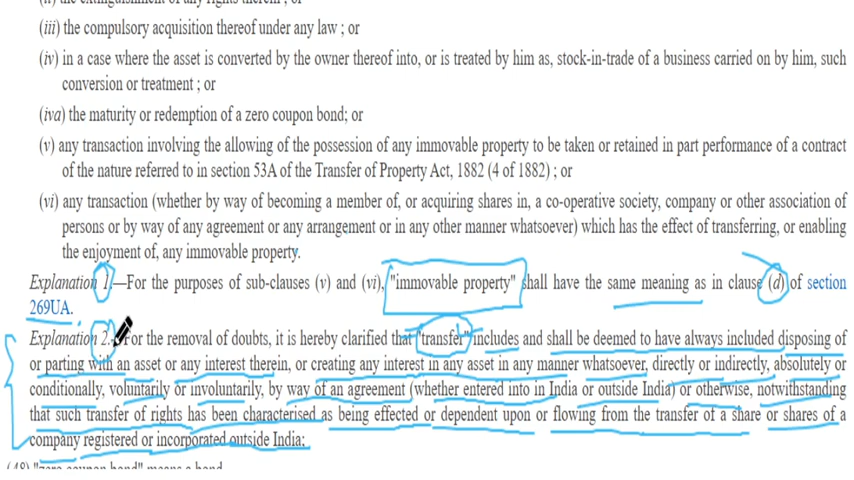 (ii) the extinguishment of any rights therein ; or
(iii) the compulsory acquisition thereof under any law ; or
(iv) in a case where the asset is converted by the owner thereof into, or is treated by him as, stock-in-trade of a business carried on by him, such
conversion or treatment ; or
(iva) the maturity or redemption of a zero coupon bond; or
(v) any transaction involving the allowing of the possession of any immovable property to be taken or retained in part performance of a contract
of the nature referred to in section 53A of the Transfer of Property Act, 1882 (4 of 1882) ; or
(vi) any transaction (whether by way of becoming a member of, or acquiring shares in, a co-operative society, company or other association of
persons or by way of any agreement or any arrangement or in any other manner whatsoever) which has the effect of transferring, or enabling
the enjoyment of, any immovable property.
Explanation 1.—For the purposes of sub-clauses (v) and (vi), "immovable property" shall have the same meaning as in clause (d) of section
269UA.
Explanation 2.—For the removal of doubts, it is hereby clarified that "transfer" includes and shall be deemed to have always included disposing of
or parting with an asset or any interest therein, or creating any interest in any asset in any manner whatsoever, directly or indirectly, absolutely or
conditionally, voluntarily or involuntarily, by way of an agreement (whether entered into in India or outside India) or otherwise, notwithstanding
that such transfer of rights has been characterised as being effected or dependent upon or flowing from the transfer of a share or shares of a
company registered or incorporated outside India;
(48) "zero coupon bond" means a bond